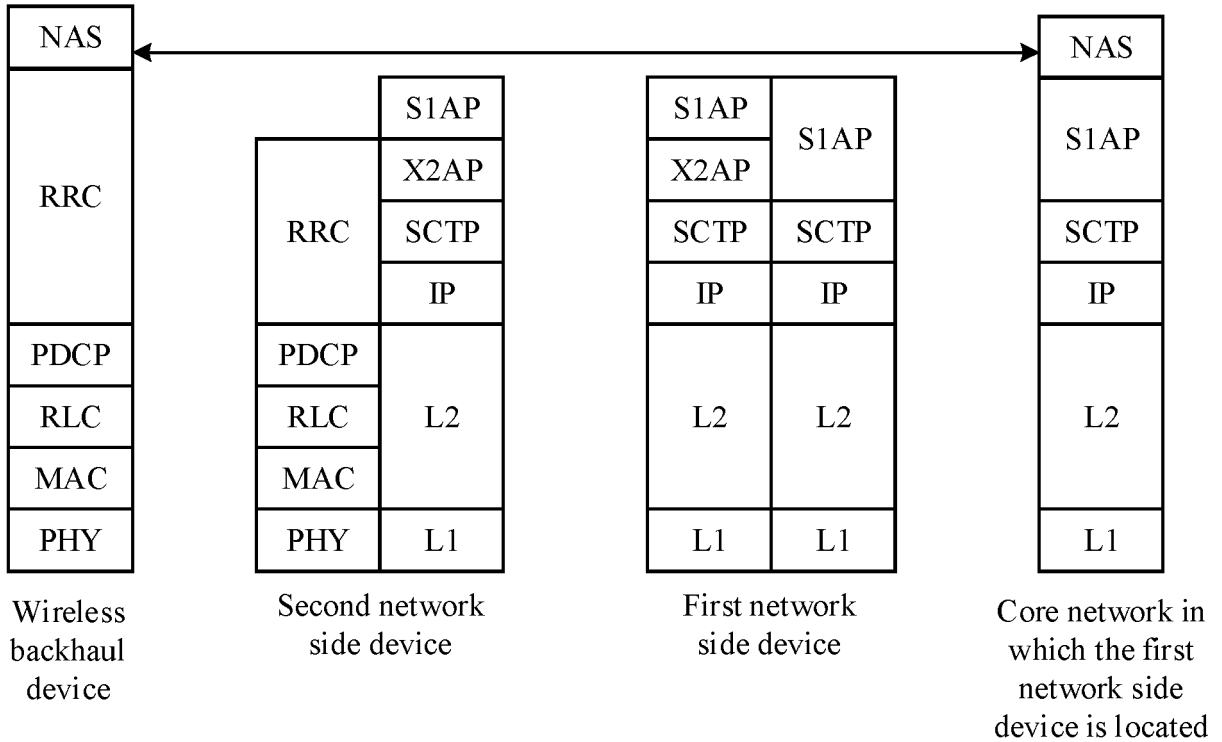 NAS
RRC
PDCP
RLC
MAC
PHY
Wireless
backhaul
device
RRC
PDCP
RLC
MAC
PHY
S1AP
X2AP
SCTP
IP
L2
L1
Second network
side device
S1AP
X2AP
SCTP
IP
L2
L1
S1AP
SCTP
IP
L2
L1
First network
side device
NAS
S1AP
SCTP
IP
L2
L1
Core network in
which the first
network side
device is located